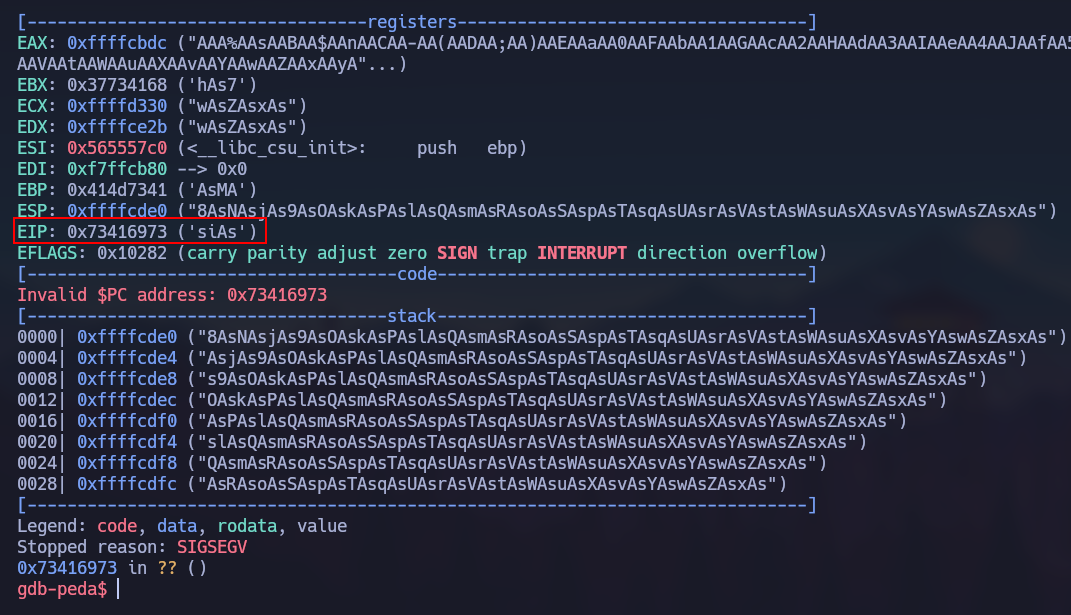 [----------------------------------registers-----------------------------------]
EAX: 0xffffcbdc ("AAA%AAsAABAA$AAnAACAA-AA(AADAA;AA)AAEAAaAA0AAFAAbAA1AAGAAcAA2AAHAAdAA3AAIAAeAA4AAJAAfAA5
AAVAAtAAWAAuAAXAAvAAYAAwAAZAAxAAyA"...)
EBX: 0x37734168 ('hAs7')
ECX: 0xffffd330 ("wAsZAsxAs")
EDX: 0xffffce2b ("wAsZAsxAs")
ESI: 0x565557c0 (<__libc_csu_init>:     push   ebp)
EDI: 0xf7ffcb80 --> 0x0
EBP: 0x414d7341 ('AsMA')
ESP: 0xffffcde0 ("8AsNAsjAs9AsOAskAsPAslAsQAsmAsRAsoAsSAspAsTAsqAsUAsrAsVAstAsWAsuAsXAsvAsYAswAsZAsxAs")
EIP: 0x73416973 ('siAs')
EFLAGS: 0x10282 (carry parity adjust zero SIGN trap INTERRUPT direction overflow)
[-------------------------------------code-------------------------------------]
Invalid $PC address: 0x73416973
[------------------------------------stack-------------------------------------]
0000| 0xffffcde0 ("8AsNAsjAs9AsOAskAsPAslAsQAsmAsRAsoAsSAspAsTAsqAsUAsrAsVAstAsWAsuAsXAsvAsYAswAsZAsxAs")
0004| 0xffffcde4 ("AsjAs9AsOAskAsPAslAsQAsmAsRAsoAsSAspAsTAsqAsUAsrAsVAstAsWAsuAsXAsvAsYAswAsZAsxAs")
0008| 0xffffcde8 ("s9AsOAskAsPAslAsQAsmAsRAsoAsSAspAsTAsqAsUAsrAsVAstAsWAsuAsXAsvAsYAswAsZAsxAs")
0012| 0xffffcdec ("OAskAsPAslAsQAsmAsRAsoAsSAspAsTAsqAsUAsrAsVAstAsWAsuAsXAsvAsYAswAsZAsxAs")
0016| 0xffffcdf0 ("AsPAslAsQAsmAsRAsoAsSAspAsTAsqAsUAsrAsVAstAsWAsuAsXAsvAsYAswAsZAsxAs")
0020| 0xffffcdf4 ("slAsQAsmAsRAsoAsSAspAsTAsqAsUAsrAsVAstAsWAsuAsXAsvAsYAswAsZAsxAs")
0024| 0xffffcdf8 ("QAsmAsRAsoAsSAspAsTAsqAsUAsrAsVAstAsWAsuAsXAsvAsYAswAsZAsxAs")
0028| 0xffffcdfc ("AsRAsoAsSAspAsTAsqAsUAsrAsVAstAsWAsuAsXAsvAsYAswAsZAsxAs")
[------------------------------------------------------------------------------]
Legend: code, data, rodata, value
Stopped reason: SIGSEGV
0x73416973 in ?? ()
gdb-peda$